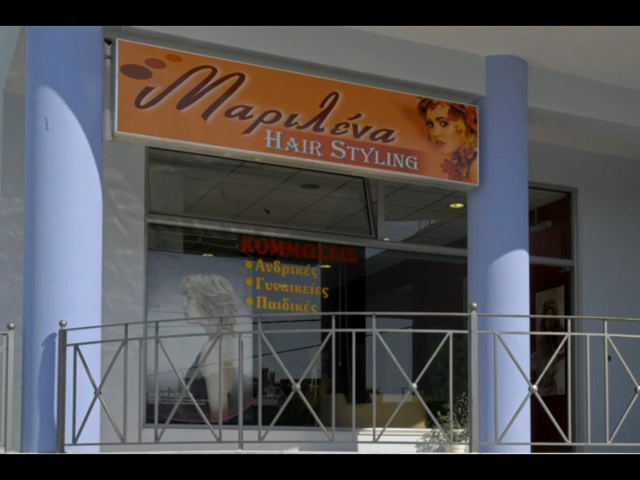 Μαριλένα
HAIR STYLING
ΚΟΜΜΩΣΕΙΣ
• Ανδρικές
• Γυναικείες
• Παιδικές